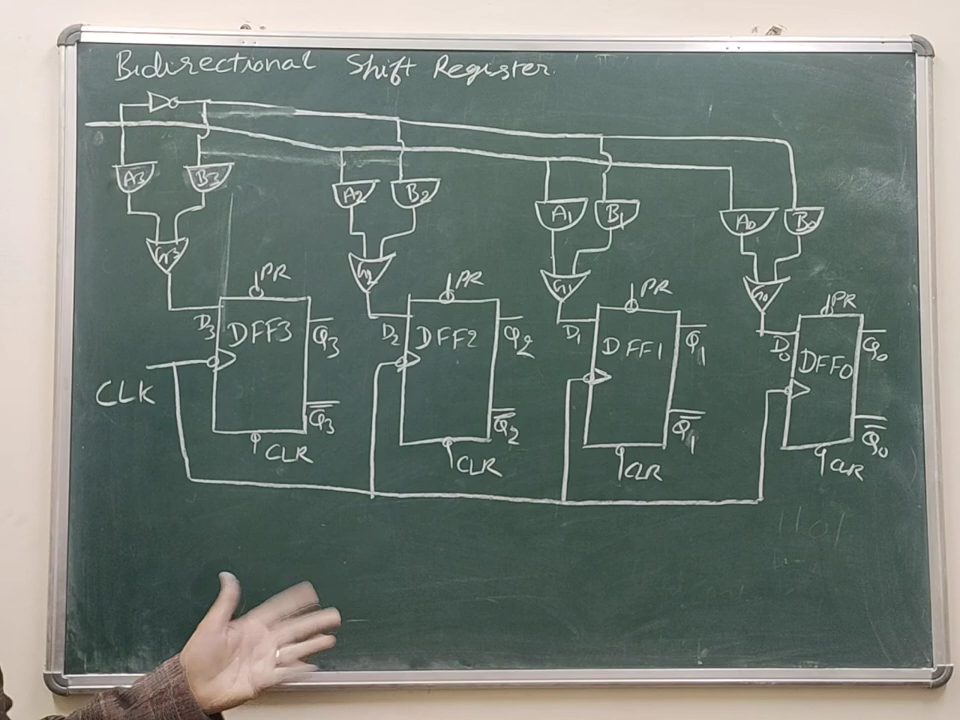 Bidirectional Shift Register
A3 B3 A2 B2 A1 B1 A0 B0
G3 G2 G1 G0
PR PR PR PR
D3 DFF3 Q3 D2 DFF2 Q2 D1 DFF1 Q1 D0 DFF0 Q0
CLK
Q̅3 Q̅2 Q̅1 Q̅0
CLR CLR CLR CLR
1101